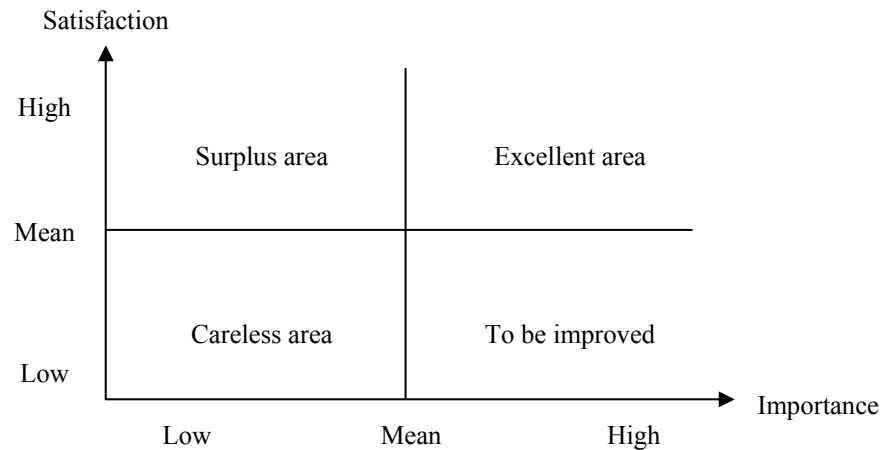 Satisfaction
High
Surplus area
Excellent area
Mean
Careless area
To be improved
Low
Importance
Low
Mean
High